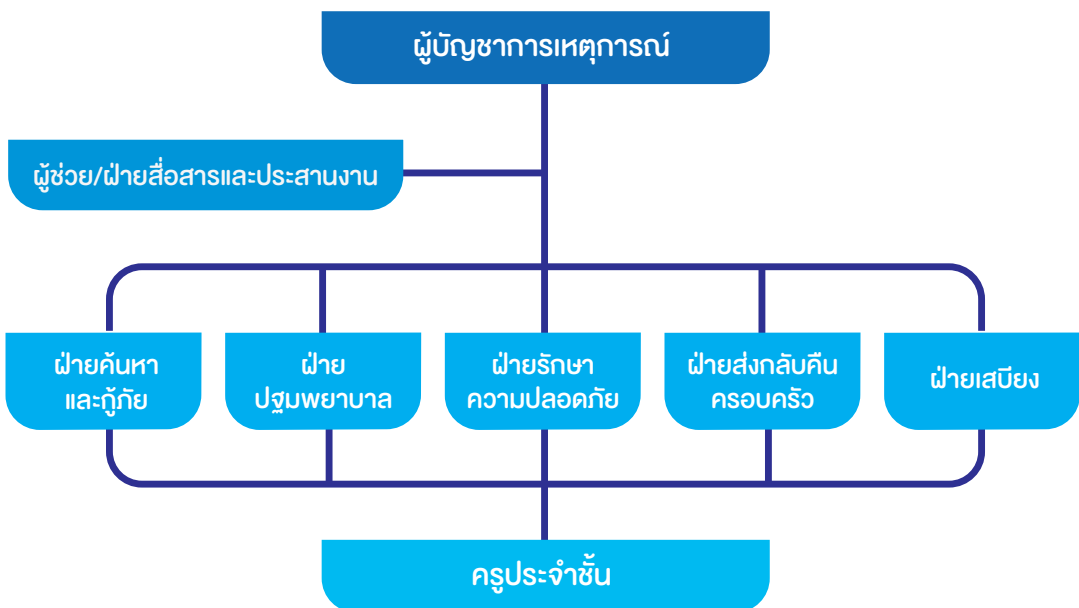 ผู้บัญชาการเหตุการณ์
ผู้ช่วย/ฝ่ายสื่อสารและประสานงาน
ฝ่ายค้นหา
และกู้ภัย
ฝ่าย
ปฐมพยาบาล
ฝ่ายรักษา
ความปลอดภัย
ฝ่ายส่งกลับคืน
ครอบครัว
ฝ่ายเสบียง
ครูประจำชั้น